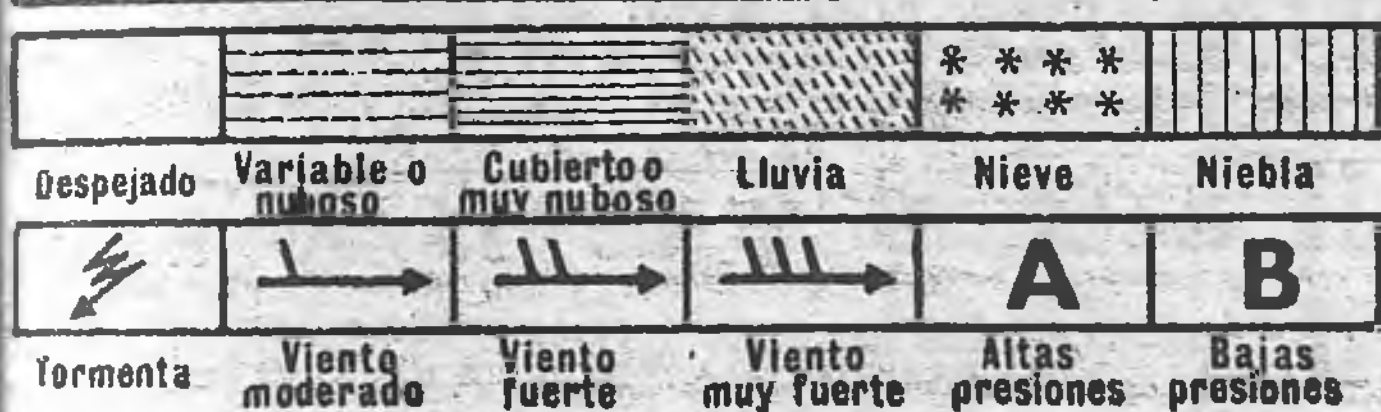 Despejado
Variable o
nuboso
Cubierto o
muy nuboso
Lluvia
Nieve
Niebla
A
B
Tormenta
Viento
moderado
Viento
fuerte
Viento
muy fuerte
Altas
presiones
Bajas
presiones